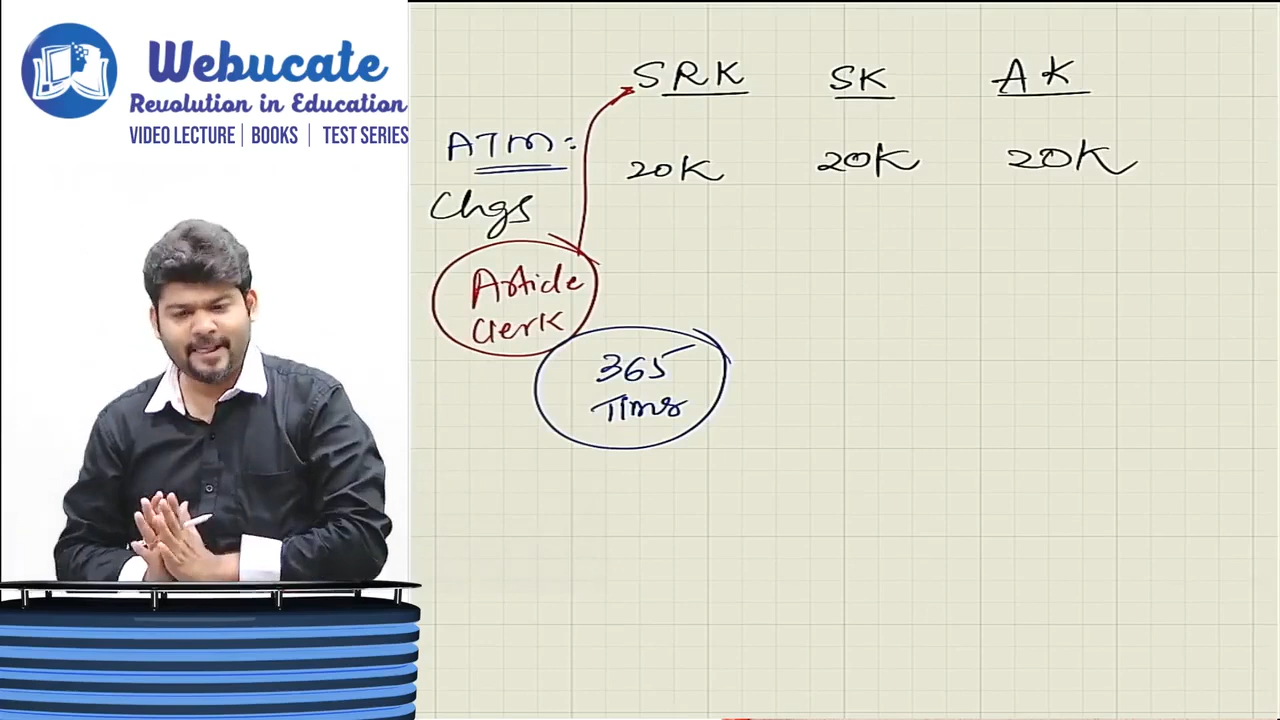 Webucate
Revolution in Education
VIDEO LECTURE | BOOKS | TEST SERIES
SRK SK AK
ATM:
20K 20K 20K
Chgs
Article
Clerk
365
Times